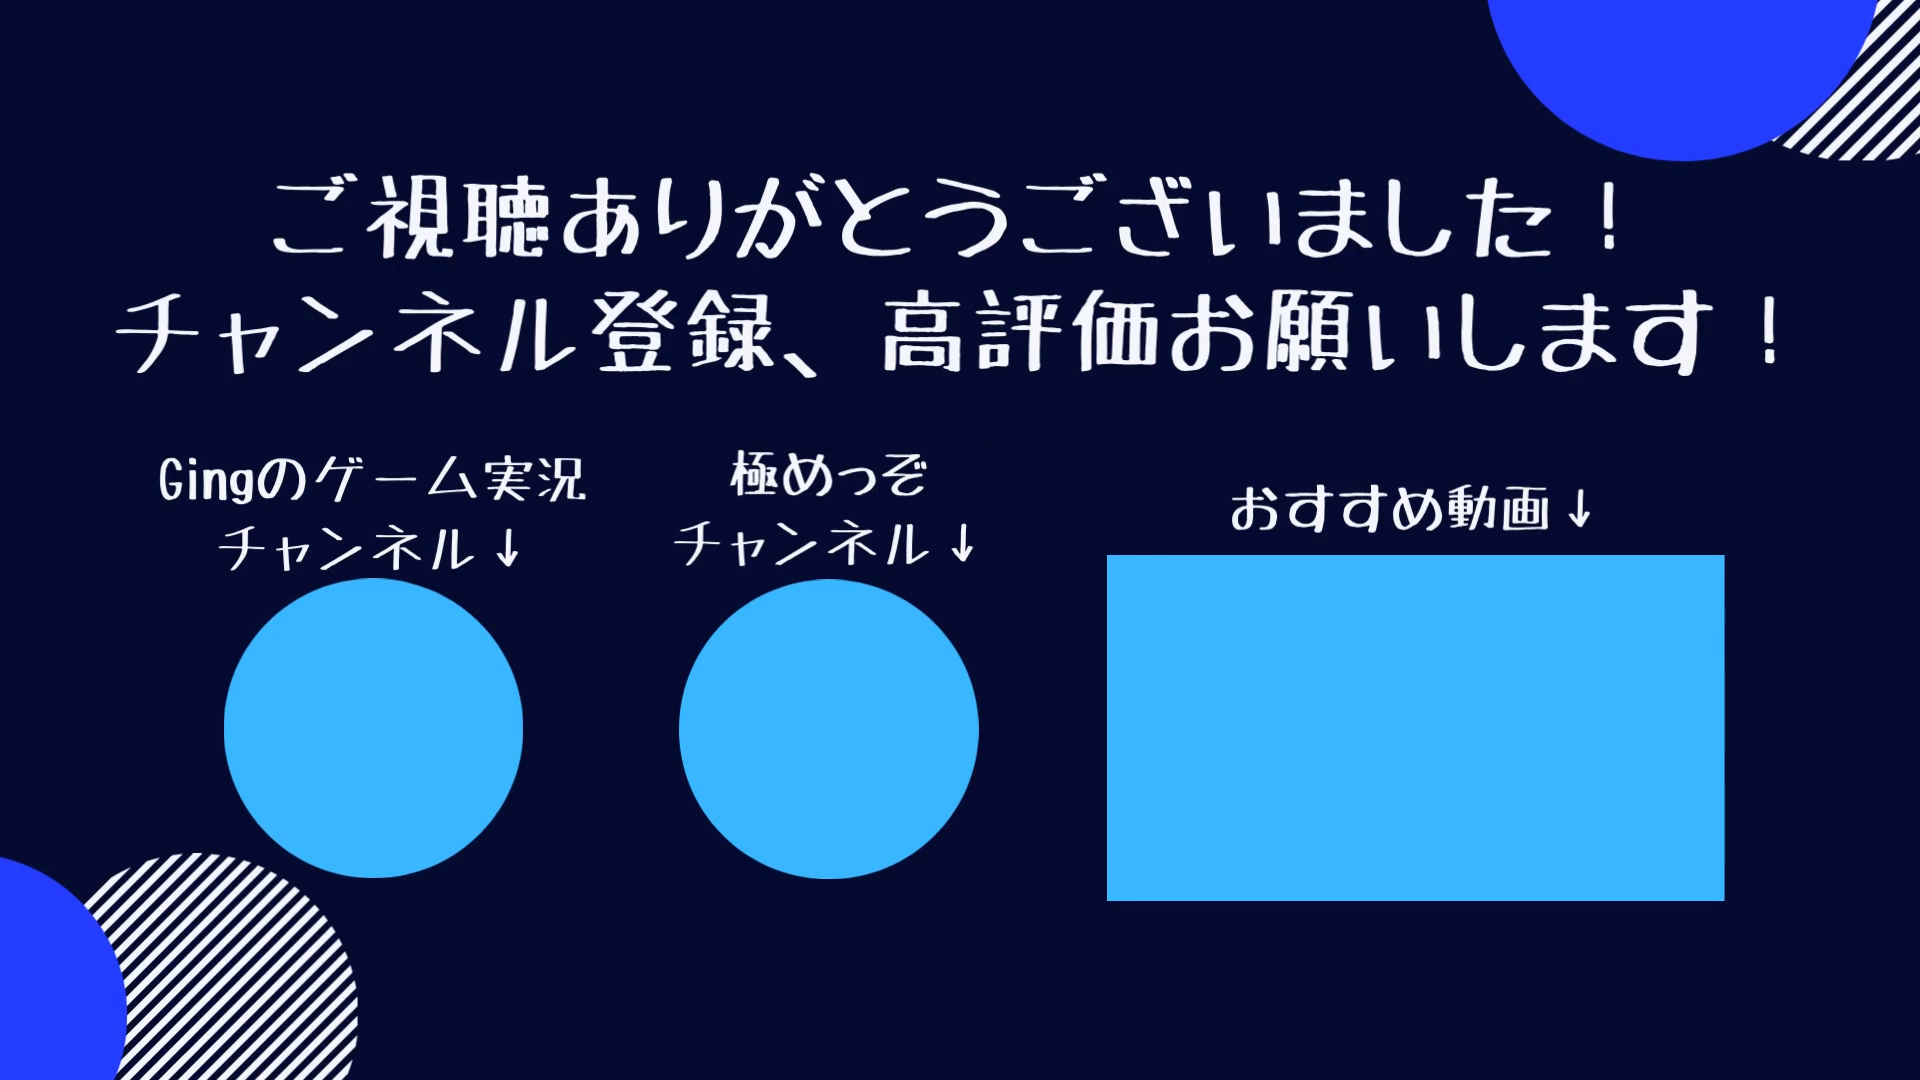 ご視聴ありがとうございました！
チャンネル登録、高評価お願いします！
Gingのゲーム実況
チャンネル↓
極めっぞ
チャンネル↓
おすすめ動画↓